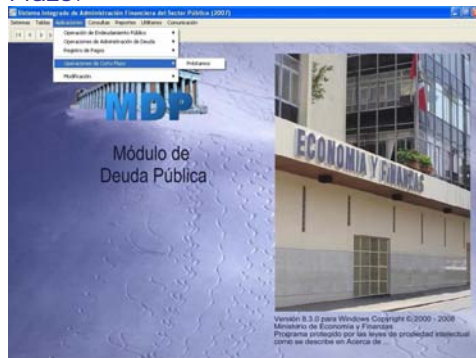 Plazo.
Sistema Integrado de Administración Financiera del Sector Público (2007)
Sistemas Tablas Aplicaciones Consultas Reportes Utilitarios Comunicación
Operación de Endeudamiento Público
Operaciones de Administración de Deuda
Registro de Pagos
Operaciones de Corto Plazo
Préstamos
Modificación
MDP
Módulo de
Deuda Pública
ECONOMIA Y FINANZAS
Versión 8.3.0 para Windows Copyright © 2000 - 2008
Ministerio de Economía y Finanzas
Programa protegido por las leyes de propiedad intelectual
como se describe en Acerca de ...